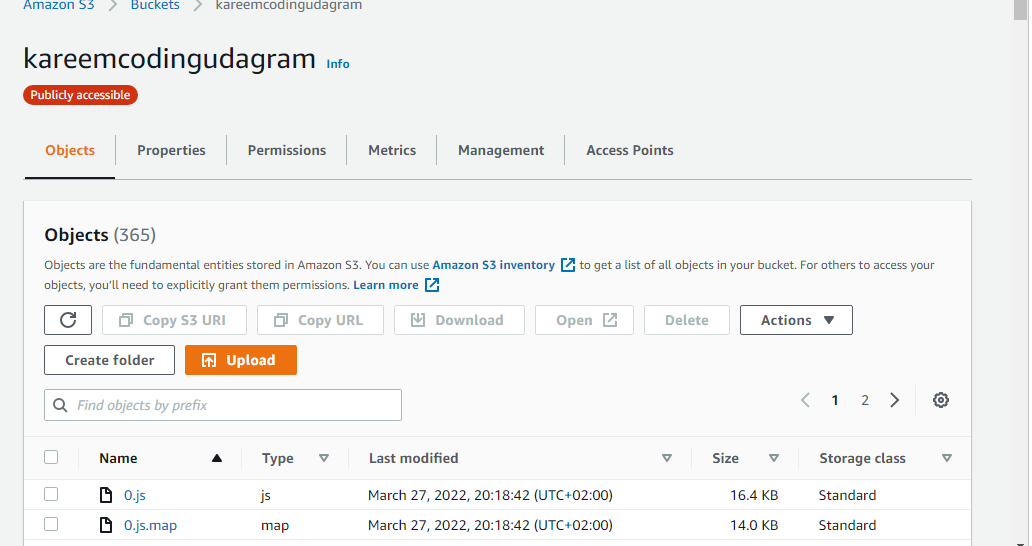 Amazon S3 > Buckets > kareemcodingudagram
kareemcodingudagram Info
Publicly accessible
Objects Properties Permissions Metrics Management Access Points
Objects (365)
Objects are the fundamental entities stored in Amazon S3. You can use Amazon S3 inventory to get a list of all objects in your bucket. For others to access your
objects, you'll need to explicitly grant them permissions. Learn more
Copy S3 URI Copy URL Download Open Delete Actions
Create folder Upload
Find objects by prefix 1 2
Name Type Last modified Size Storage class
0.js js March 27, 2022, 20:18:42 (UTC+02:00) 16.4 KB Standard
0.js.map map March 27, 2022, 20:18:42 (UTC+02:00) 14.0 KB Standard